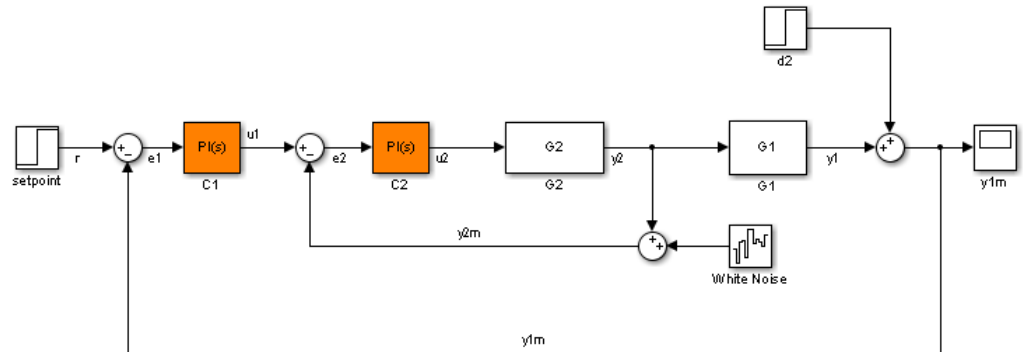 d2
u1
PI(s)
PI(s)
G2
G1
r
e1
e2
u2
y2
y1
setpoint
C1
C2
G2
G1
y1m
y2m
White Noise
y1m